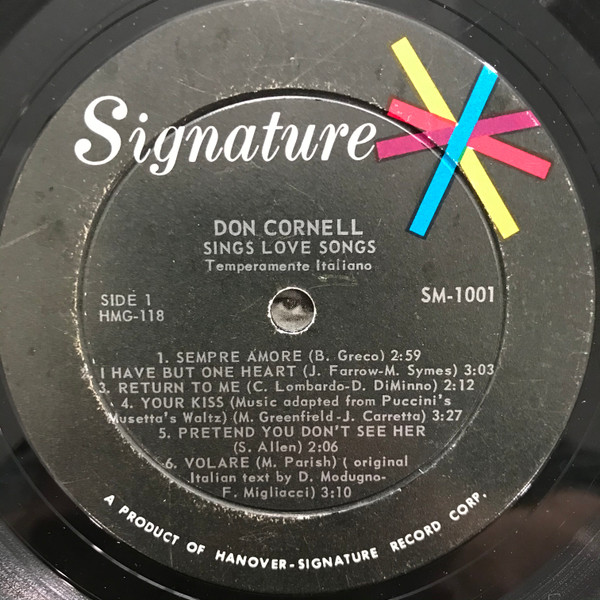 Signature
DON CORNELL
SINGS LOVE SONGS
Temperamente Italiano
SIDE 1
HMG-118
SM-1001
1. SEMPRE AMORE (B. Greco) 2:59
I HAVE BUT ONE HEART (J. Farrow-M. Symes) 3:03
3. RETURN TO ME (C. Lombardo-D. DiMinno) 2:12
4. YOUR KISS (Music adapted from Puccini's
Musetta's Waltz) (M. Greenfield-J. Carretta) 3:27
5. PRETEND YOU DON'T SEE HER
(S. Allen) 2:06
6. VOLARE (M. Parish) ( original
Italian text by D. Modugno-
F. Migliacci) 3:10
A PRODUCT OF HANOVER-SIGNATURE RECORD CORP.